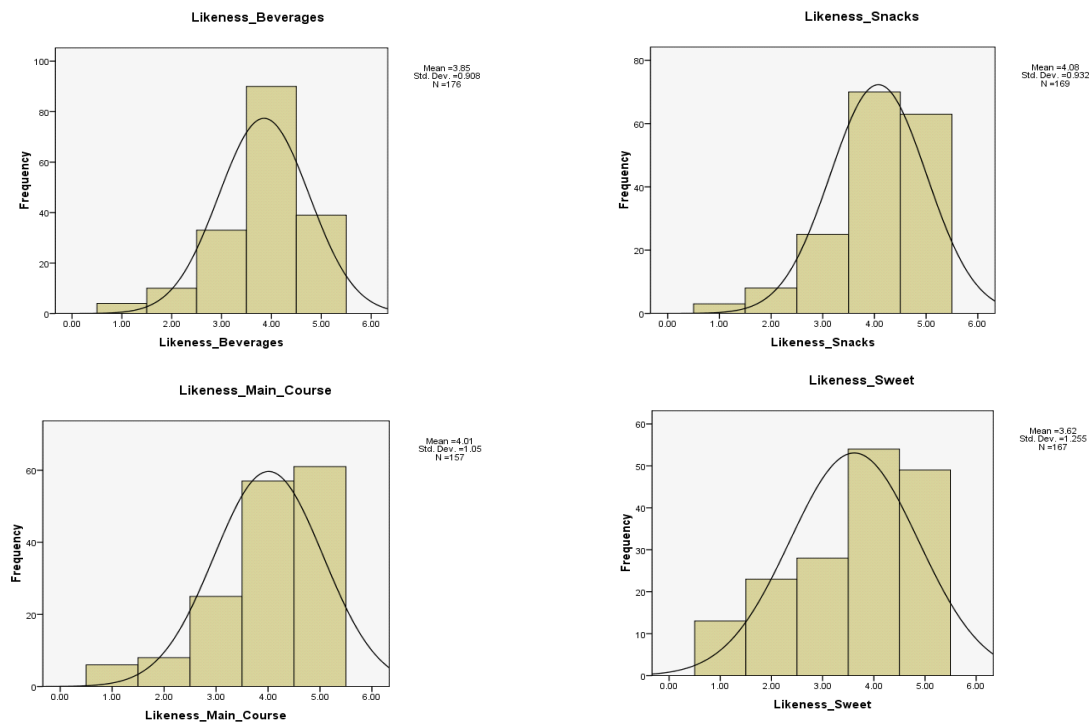 Likeness_Beverages
Mean =3.85
Std. Dev. =0.908
N =176
100
80
60
40
20
0
Frequency
0.00 1.00 2.00 3.00 4.00 5.00 6.00
Likeness_Beverages
Likeness_Snacks
Mean =4.08
Std. Dev. =0.932
N =169
80
60
40
20
0
Frequency
0.00 1.00 2.00 3.00 4.00 5.00 6.00
Likeness_Snacks
Likeness_Main_Course
Mean =4.01
Std. Dev. =1.05
N =157
60
40
20
0
Frequency
0.00 1.00 2.00 3.00 4.00 5.00 6.00
Likeness_Main_Course
Likeness_Sweet
Mean =3.62
Std. Dev. =1.255
N =167
60
50
40
30
20
10
0
Frequency
0.00 1.00 2.00 3.00 4.00 5.00 6.00
Likeness_Sweet